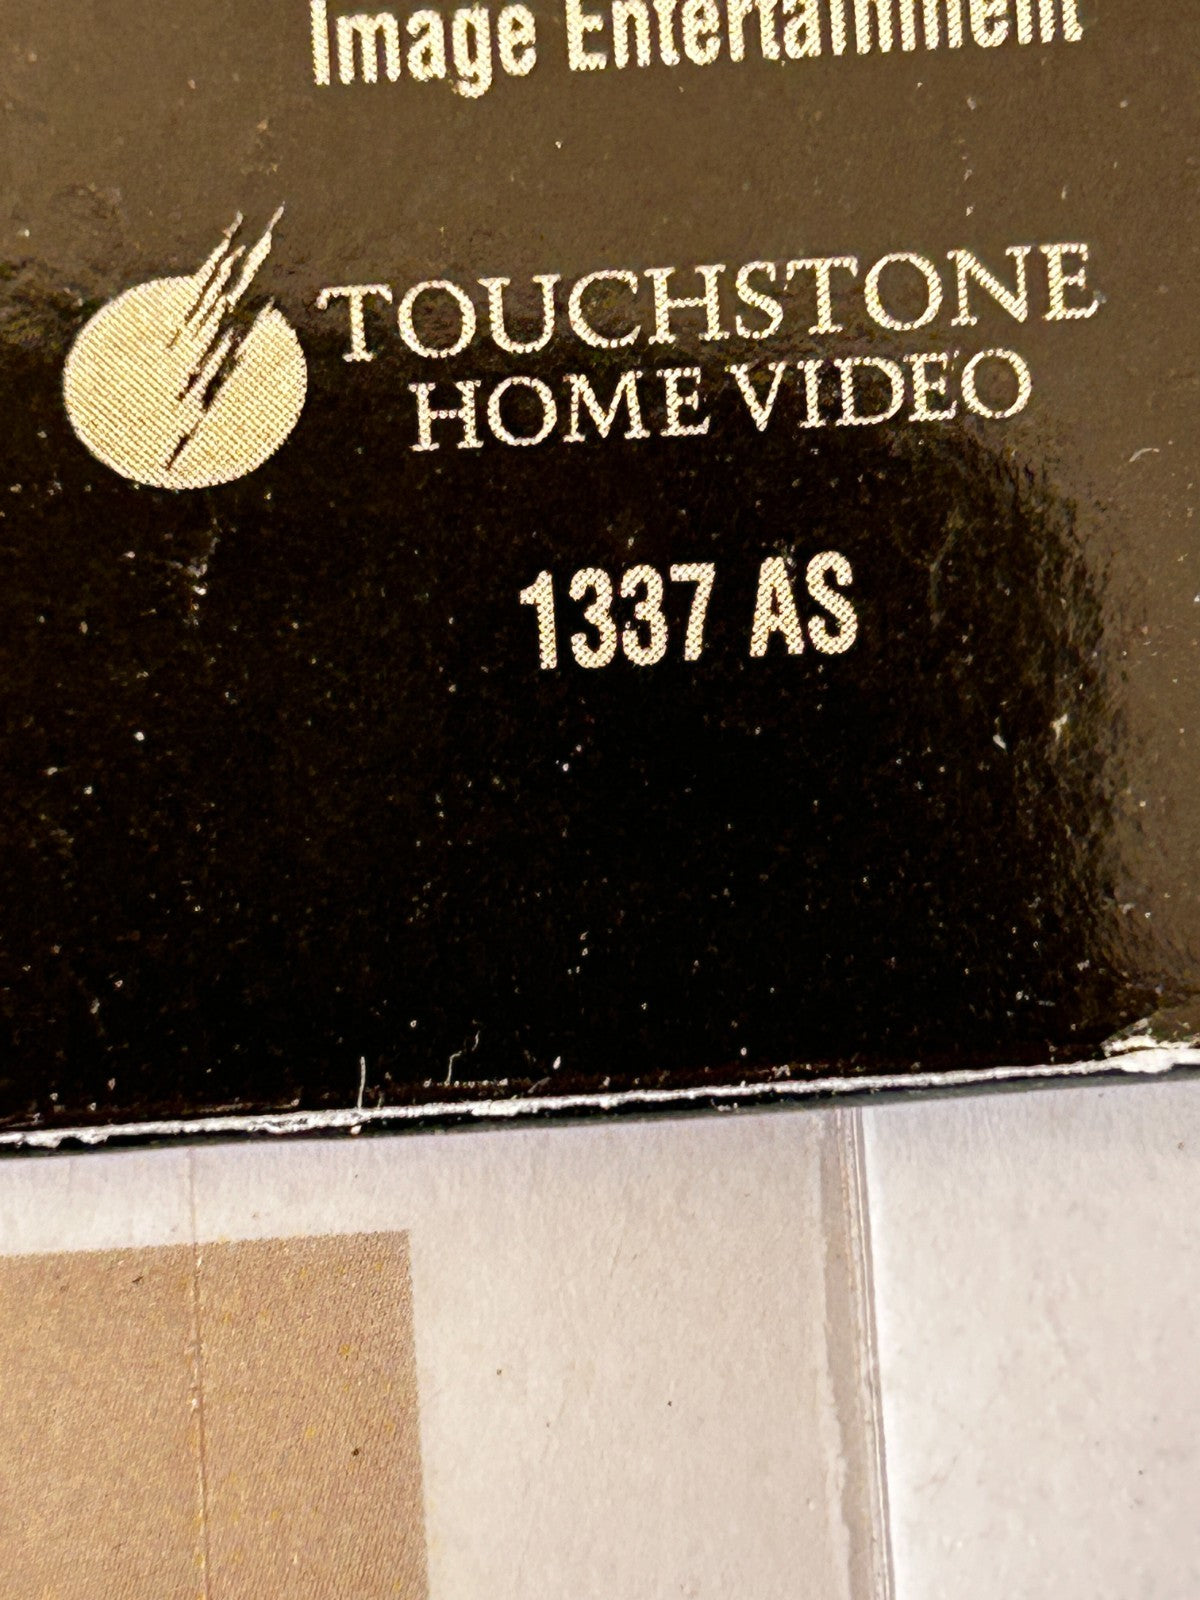 Image Entertainment
TOUCHSTONE
HOME VIDEO
1337 AS